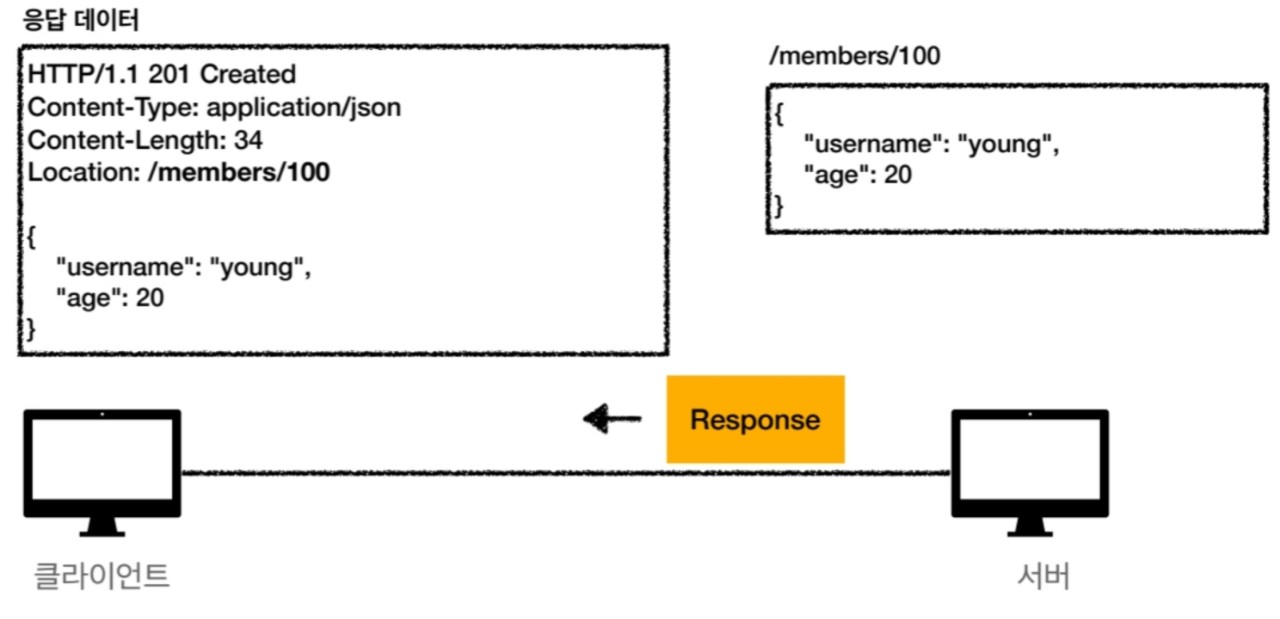 응답 데이터
HTTP/1.1 201 Created
Content-Type: application/json
Content-Length: 34
Location: /members/100
{
"username": "young",
"age": 20
}
/members/100
{
"username": "young",
"age": 20
}
Response
클라이언트
서버